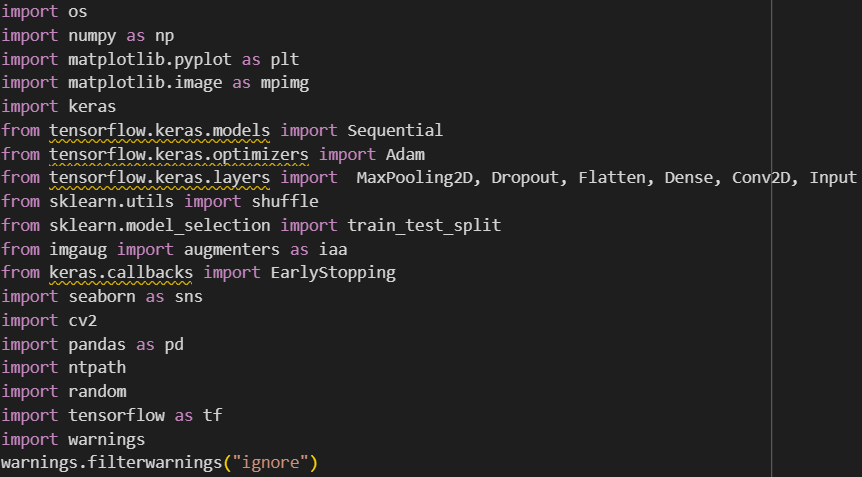 import os
import numpy as np
import matplotlib.pyplot as plt
import matplotlib.image as mpimg
import keras
from tensorflow.keras.models import Sequential
from tensorflow.keras.optimizers import Adam
from tensorflow.keras.layers import  MaxPooling2D, Dropout, Flatten, Dense, Conv2D, Input
from sklearn.utils import shuffle
from sklearn.model_selection import train_test_split
from imgaug import augmenters as iaa
from keras.callbacks import EarlyStopping
import seaborn as sns
import cv2
import pandas as pd
import ntpath
import random
import tensorflow as tf
import warnings
warnings.filterwarnings("ignore")